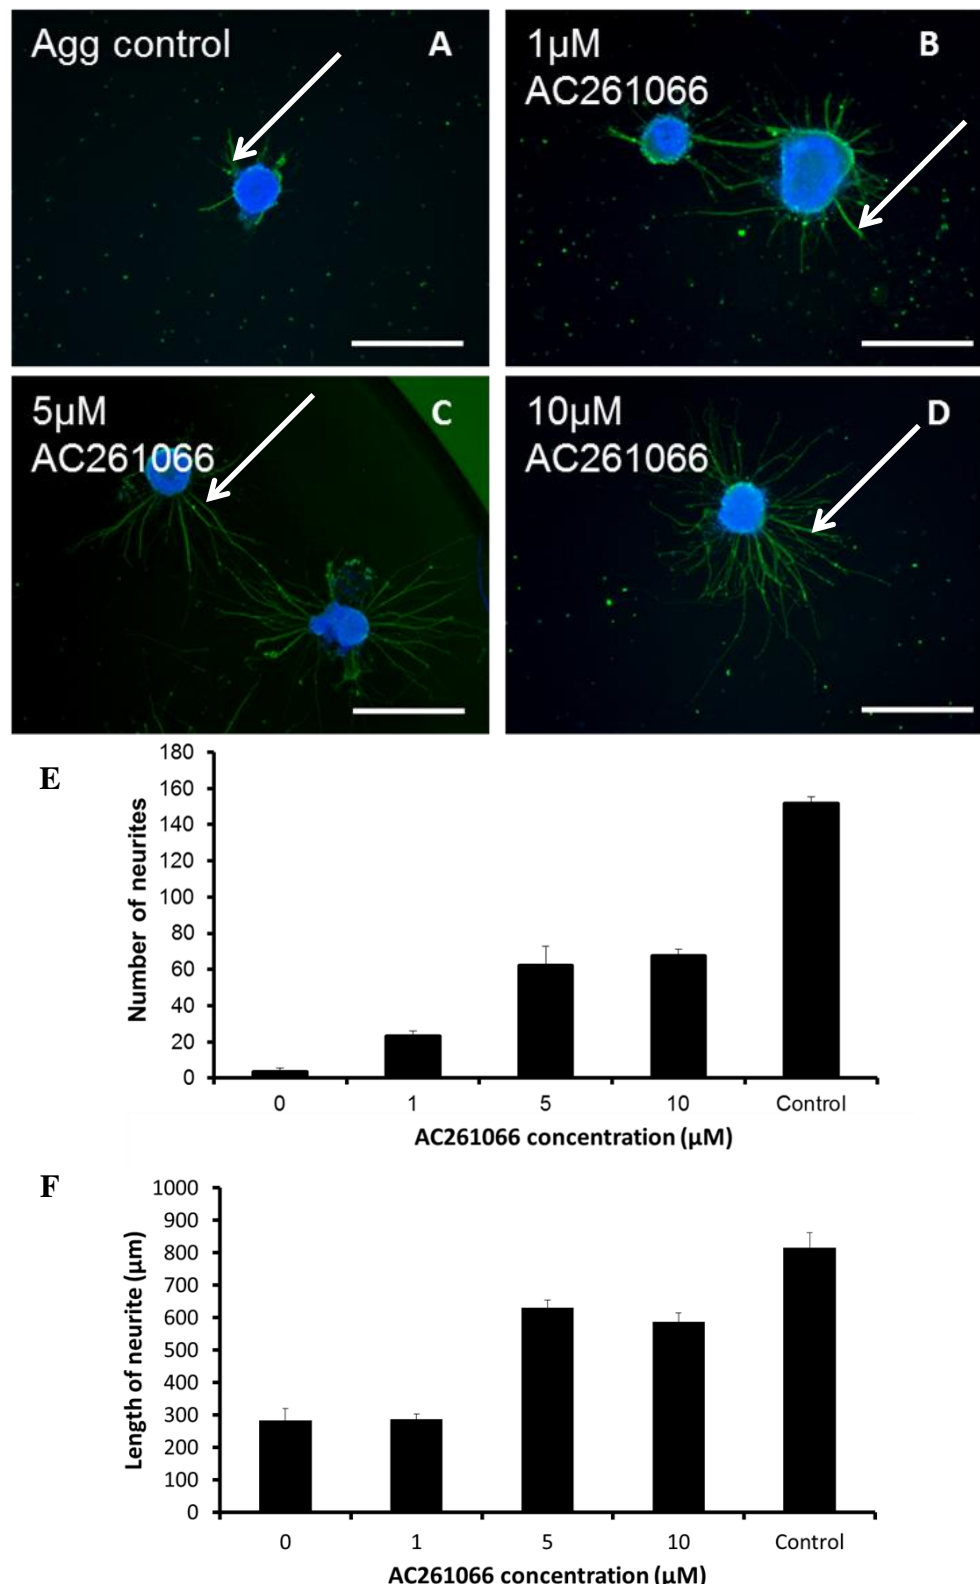 Agg control A
1µM B
AC261066
5µM C
AC261066
10µM D
AC261066
E
180
160
140
120
100
80
60
40
20
0
Number of neurites
0 1 5 10 Control
AC261066 concentration (µM)
F
1000
900
800
700
600
500
400
300
200
100
0
Length of neurite (µm)
0 1 5 10 Control
AC261066 concentration (µM)